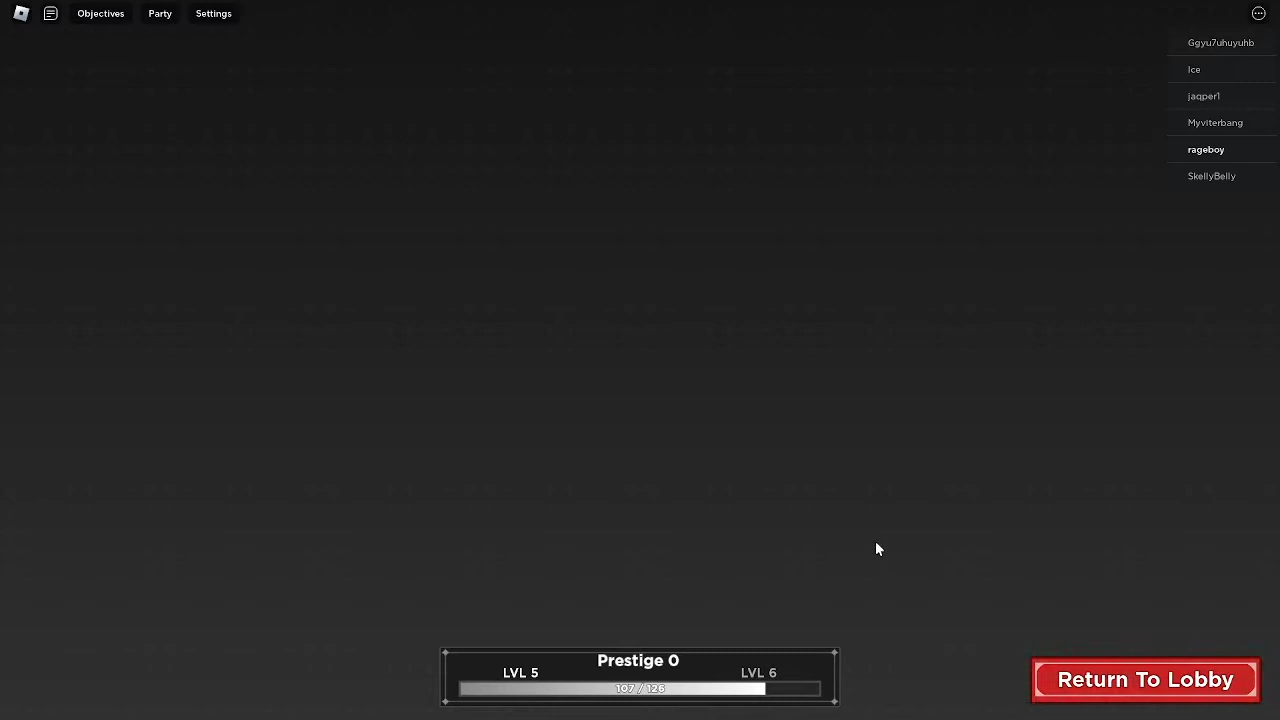 Objectives Party Settings
Ggyu7uhuyuhb
Ice
jaqper1
Myvlterbang
rageboy
SkellyBelly
Prestige 0
LVL 5 LVL 6
107 / 126
Return To Lobby